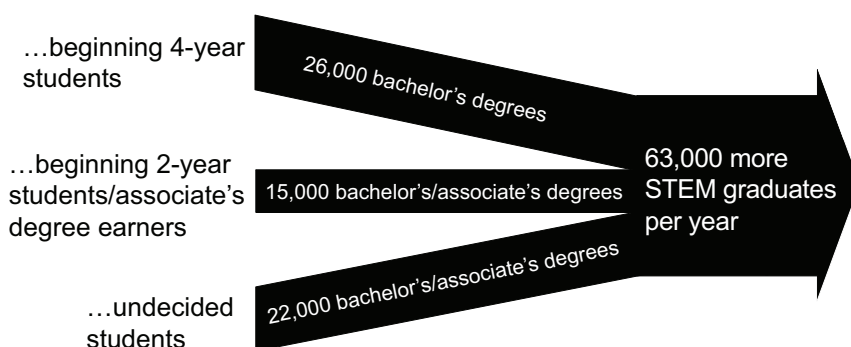 …beginning 4-year
students
26,000 bachelor’s degrees
…beginning 2-year
students/associate’s
degree earners
15,000 bachelor’s/associate’s degrees
…undecided
students
22,000 bachelor’s/associate’s degrees
63,000 more
STEM graduates
per year